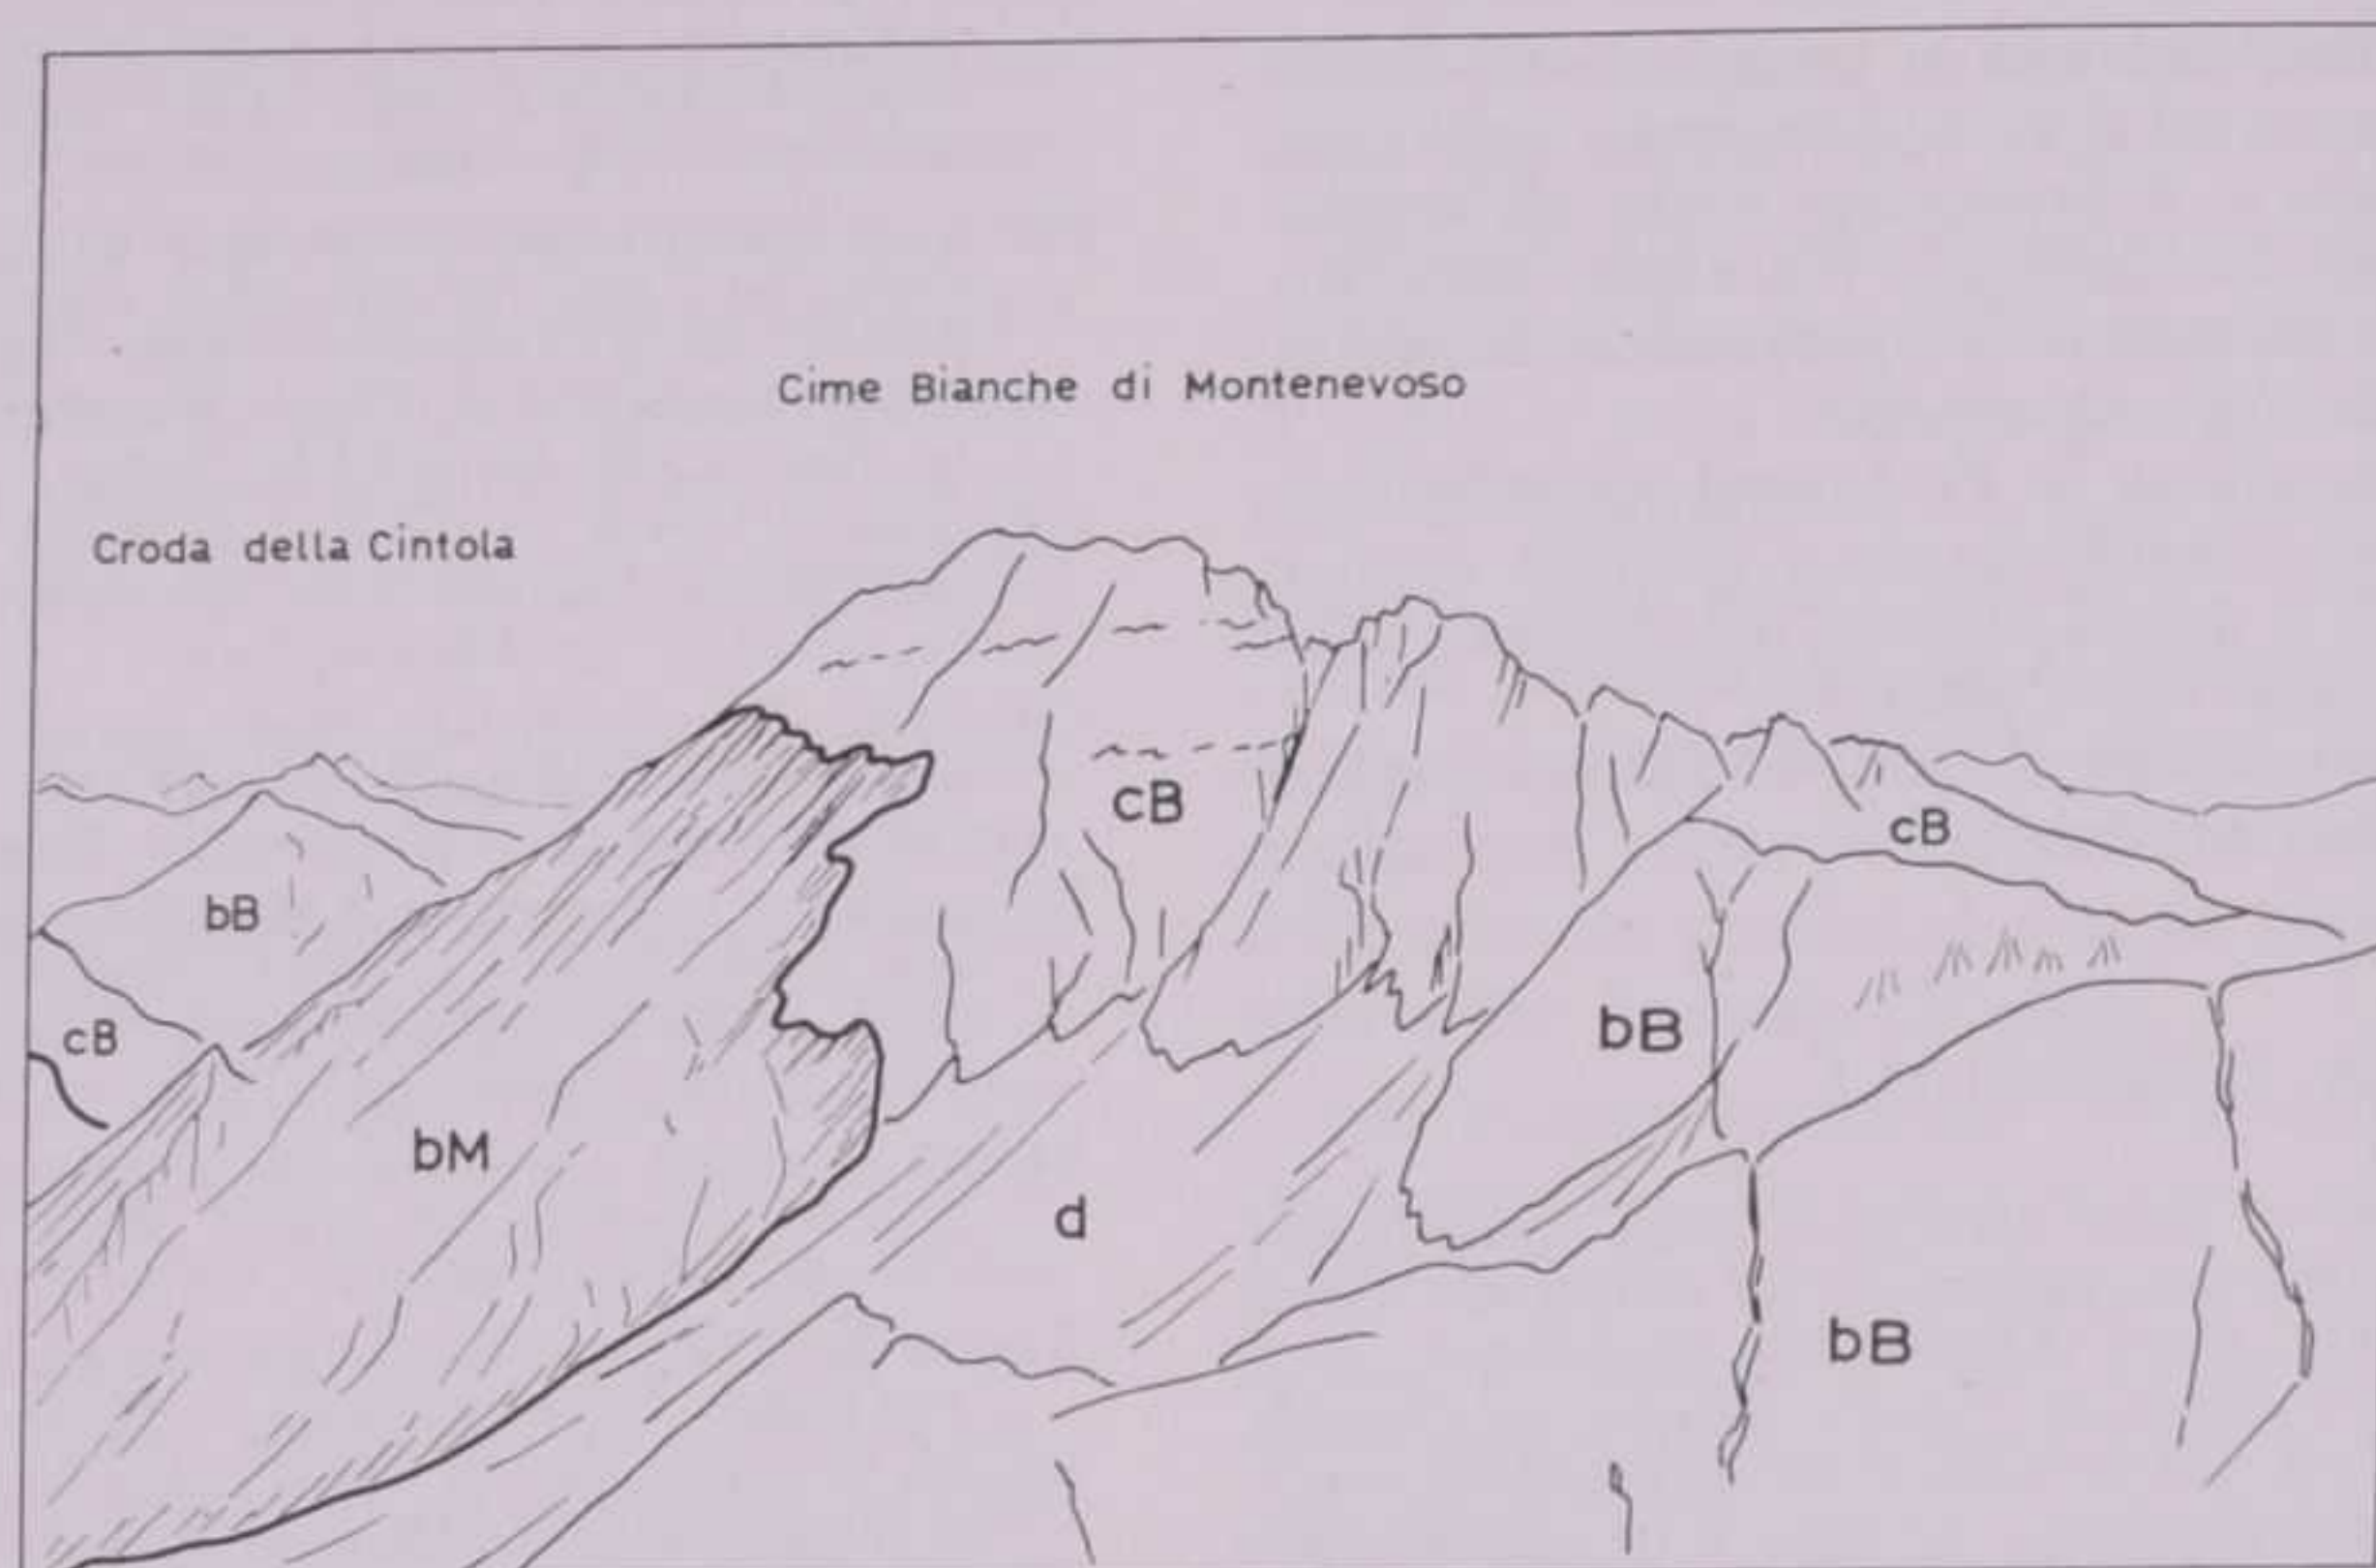 Cime Bianche di Montenevoso
Croda della Cintola
cB
cB
bB
bB
cB
bM
d
bB